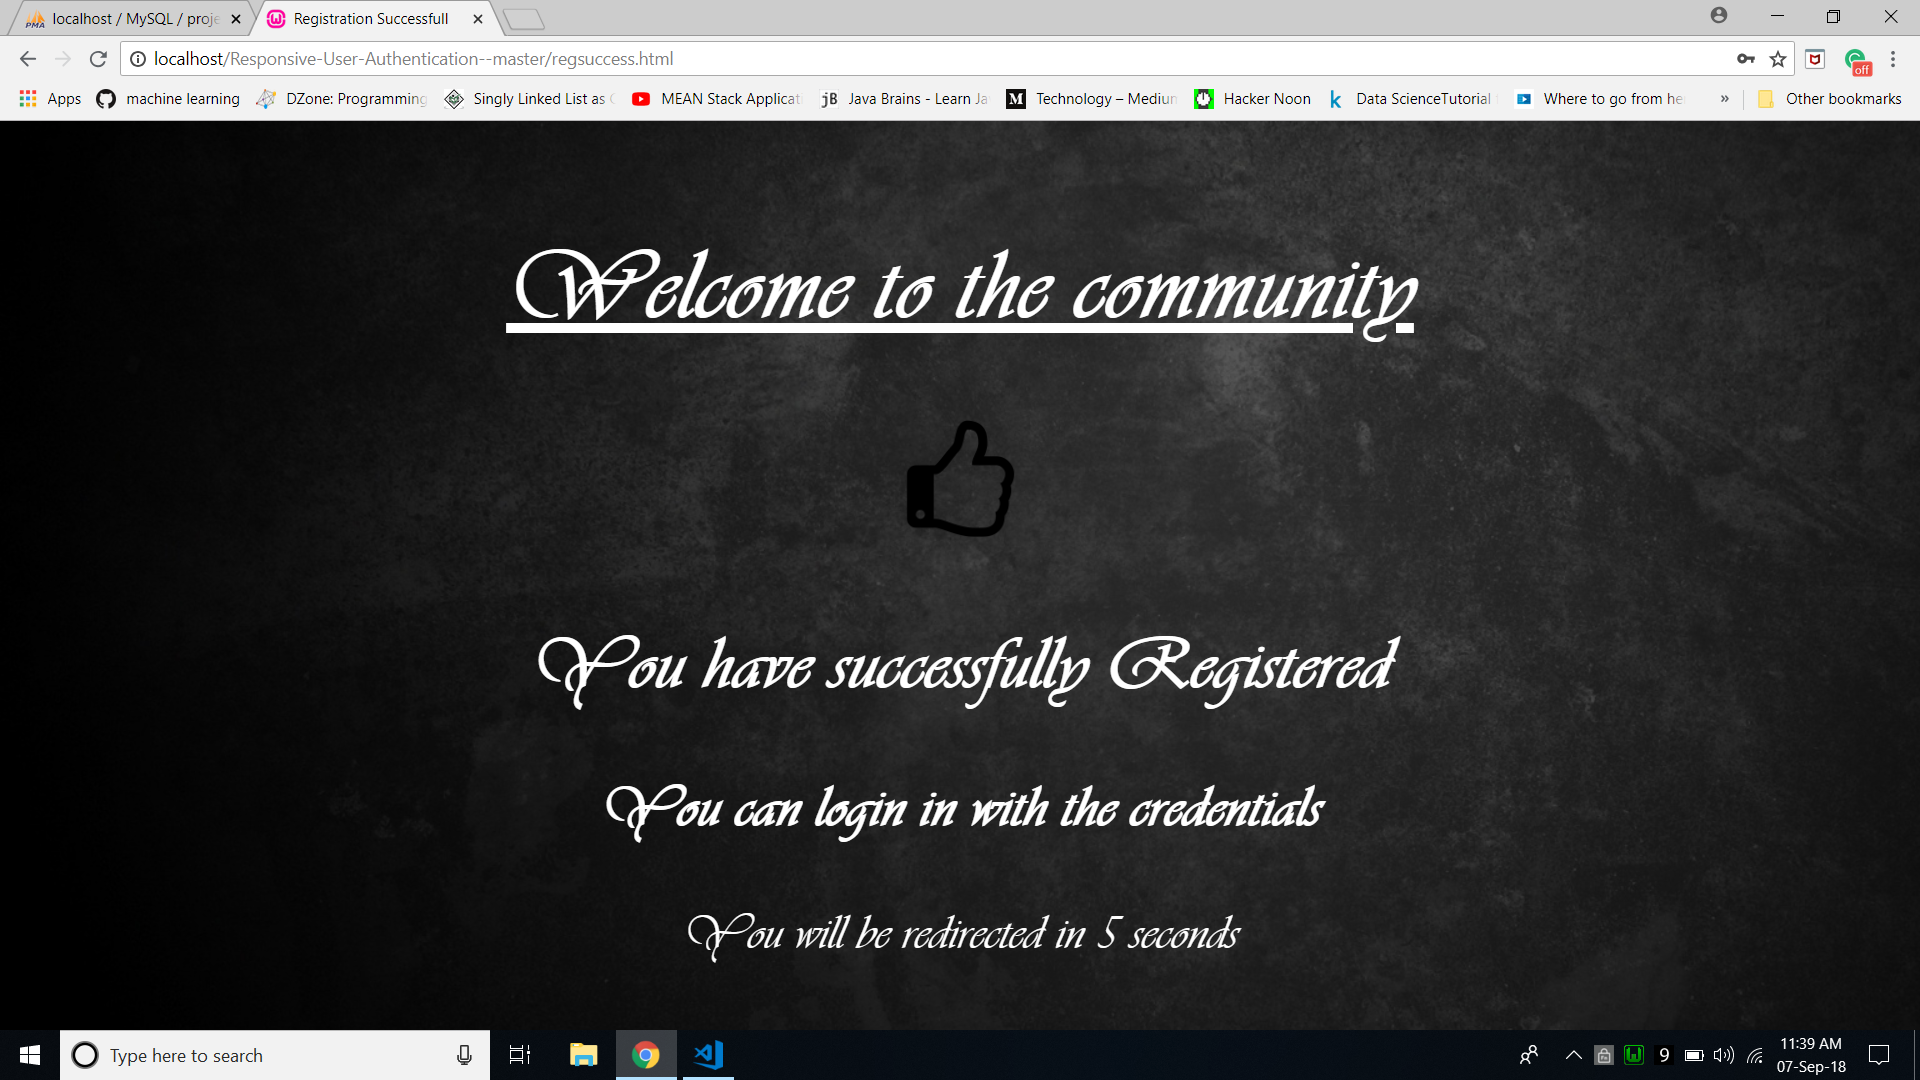 localhost / MySQL / proje
Registration Successfull
localhost/Responsive-User-Authentication--master/regsuccess.html
off
Apps
machine learning
DZone: Programming
Singly Linked List as
MEAN Stack Applicat
jB Java Brains - Learn Ja
M Technology – Medium
Hacker Noon
k Data ScienceTutorial
Where to go from he
»
Other bookmarks
Welcome to the community
You have successfully Registered
You can login in with the credentials
You will be redirected in 5 seconds
Type here to search
9
11:39 AM
07-Sep-18